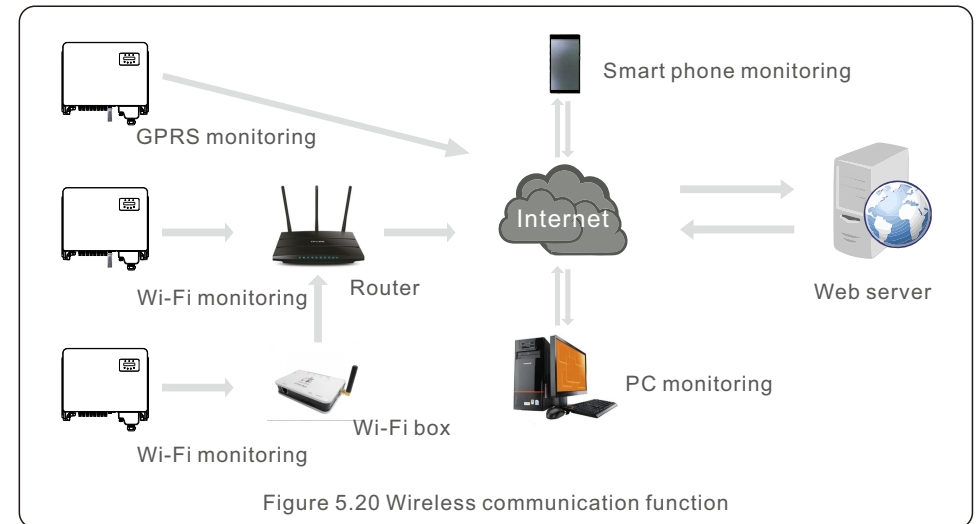 Smart phone monitoring
GPRS monitoring
Internet
Wi-Fi monitoring
Router
Web server
PC monitoring
Wi-Fi box
Wi-Fi monitoring
Figure 5.20 Wireless communication function